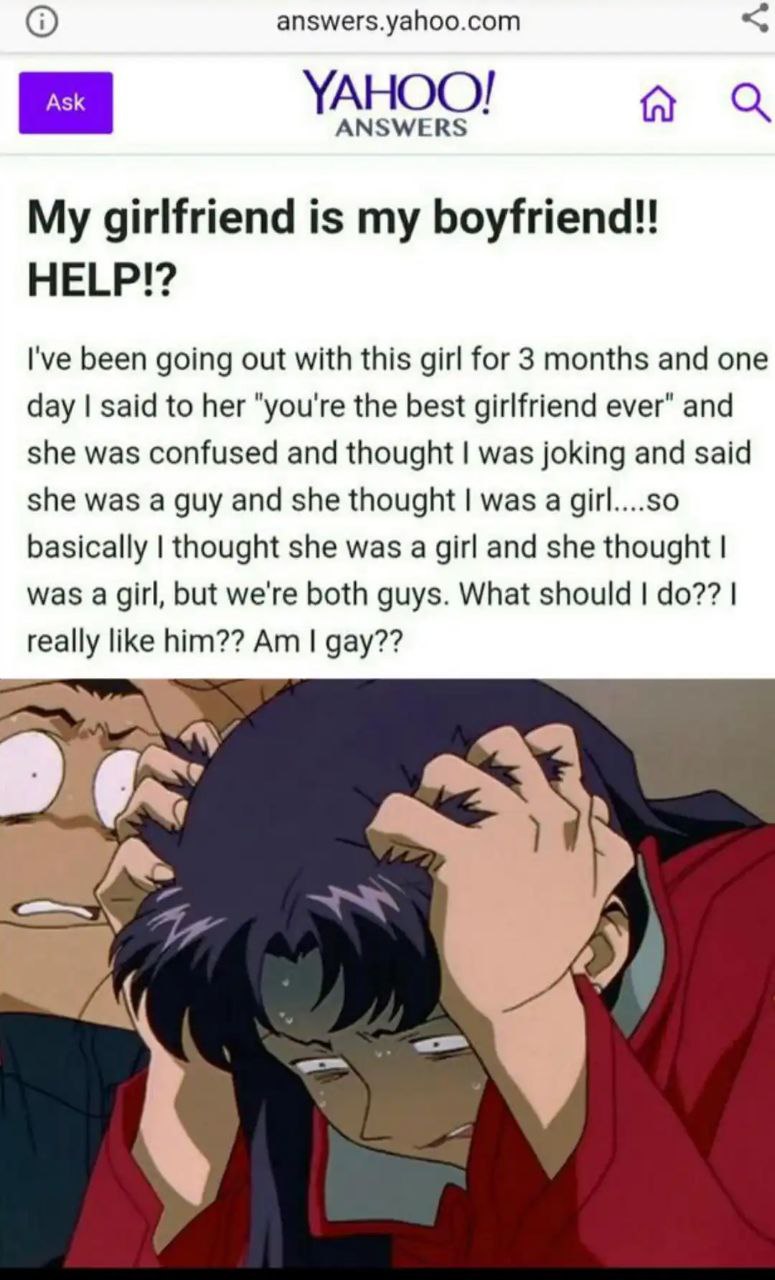 answers.yahoo.com
Ask
YAHOO!
ANSWERS
My girlfriend is my boyfriend!!
HELP!?
I've been going out with this girl for 3 months and one
day I said to her "you're the best girlfriend ever" and
she was confused and thought I was joking and said
she was a guy and she thought I was a girl....so
basically I thought she was a girl and she thought I
was a girl, but we're both guys. What should I do?? I
really like him?? Am I gay??